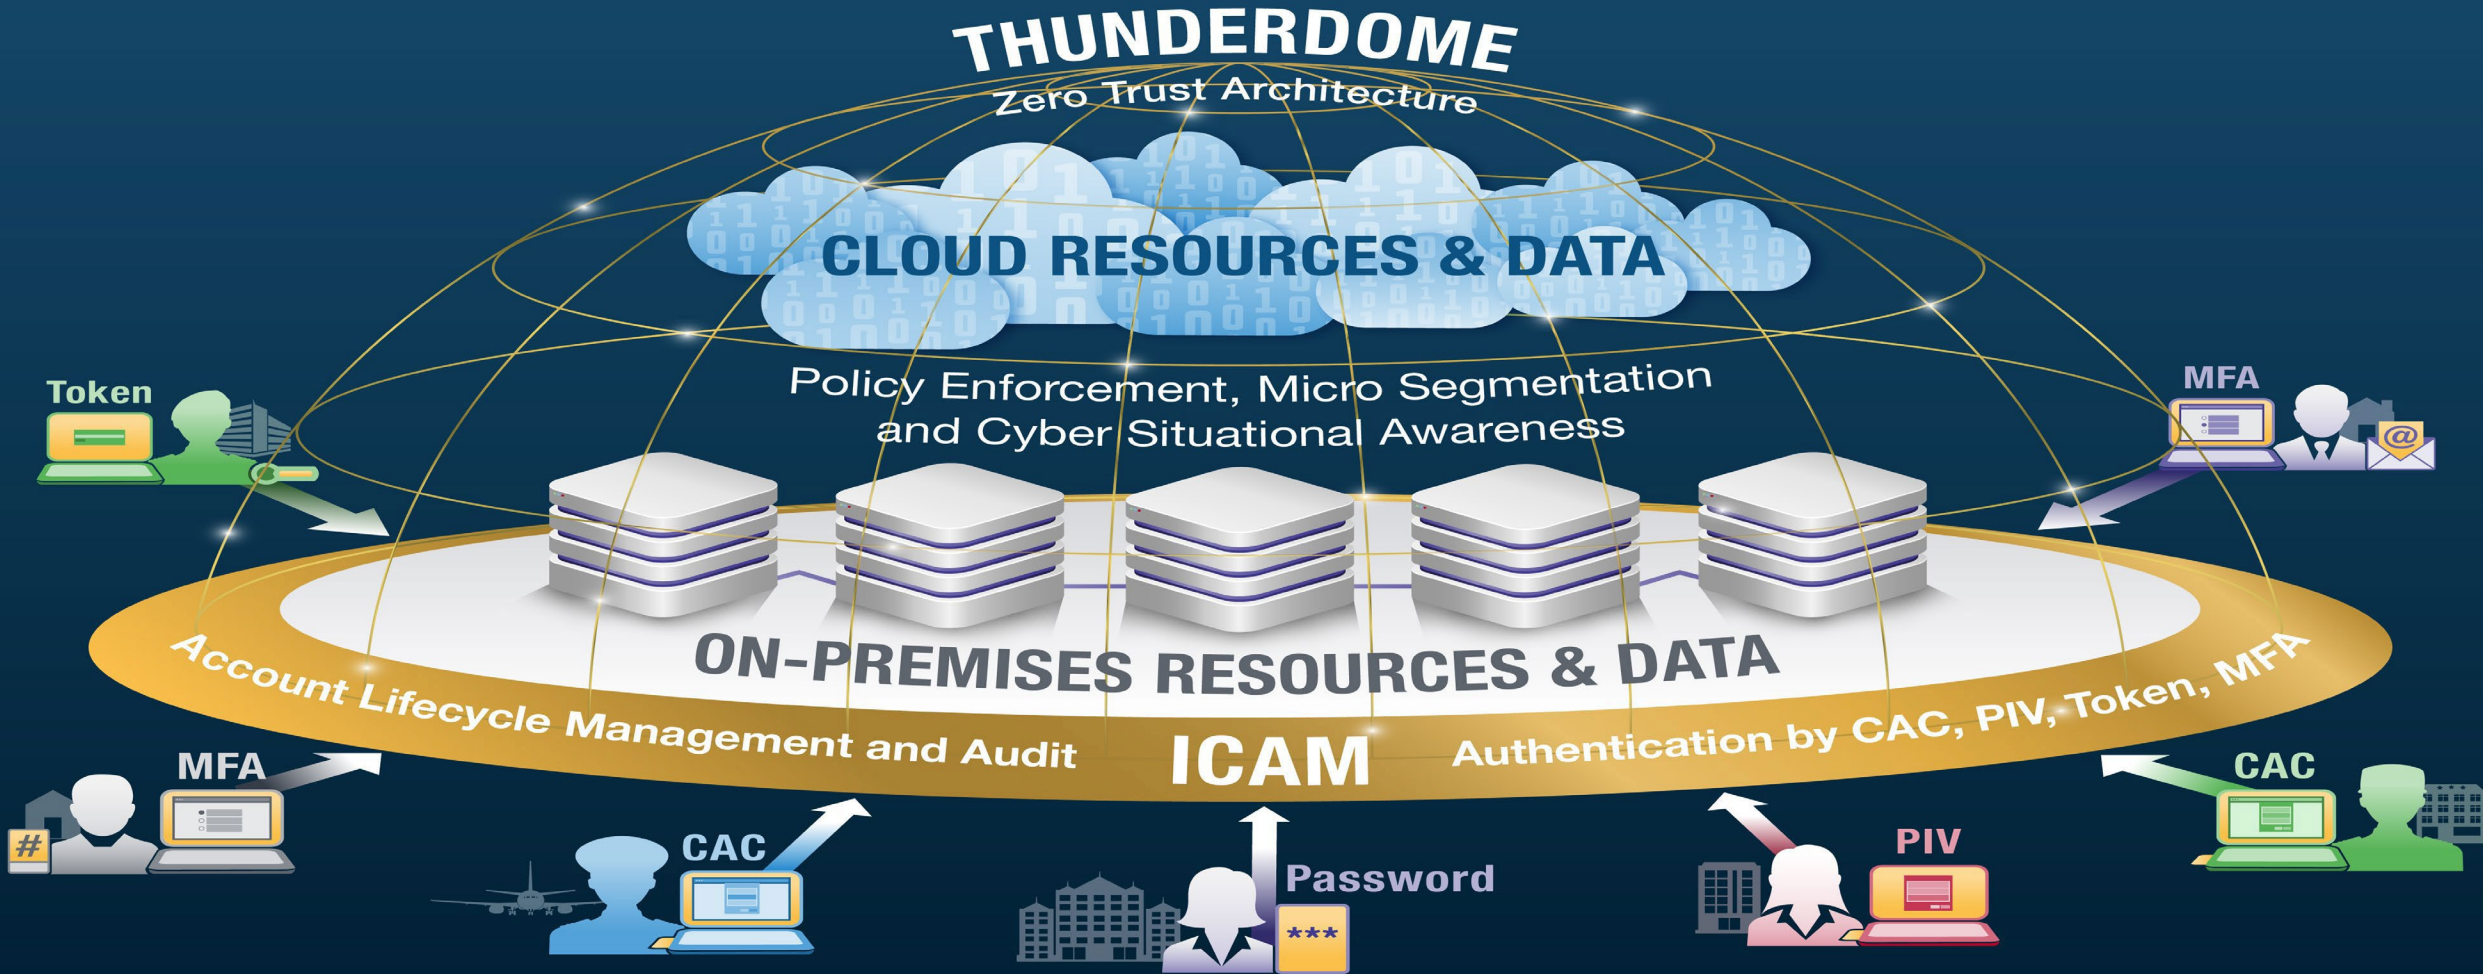 THUNDERDOME
Zero Trust Architecture
CLOUD RESOURCES & DATA
Policy Enforcement, Micro Segmentation
and Cyber Situational Awareness
Token
MFA
@
ON-PREMISES RESOURCES & DATA
Account Lifecycle Management and Audit
ICAM
Authentication by CAC, PIV, Token, MFA
MFA
#
CAC
Password
***
PIV
CAC